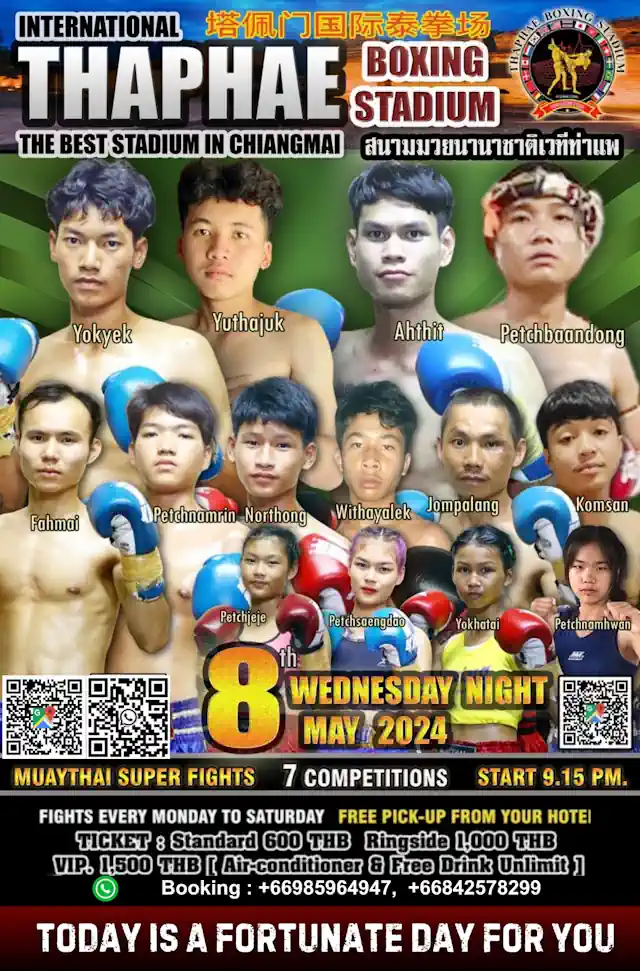 INTERNATIONAL 塔佩门国际泰拳场
THAPHAE BOXING STADIUM
THE BEST STADIUM IN CHIANGMAI สนามมวยนานาชาติเวทีท่าแพ
THAPHAE BOXING STADIUM
Yokyek Yuthajuk Ahthit Petchbaandong
Fahmai Petchnamrin Northong Withayalek Jompalang Komsan
Petchjeje Petchsaengdao Yokhatai Petchnamhwan
8th WEDNESDAY NIGHT
MAY 2024
MUAYTHAI SUPER FIGHTS 7 COMPETITIONS START 9.15 PM.
FIGHTS EVERY MONDAY TO SATURDAY FREE PICK-UP FROM YOUR HOTEl
TICKET : Standard 600 THB Ringside 1,000 THB
VIP. 1,500 THB [ Air-conditioner & Free Drink Unlimit ]
Booking : +66985964947, +66842578299
TODAY IS A FORTUNATE DAY FOR YOU